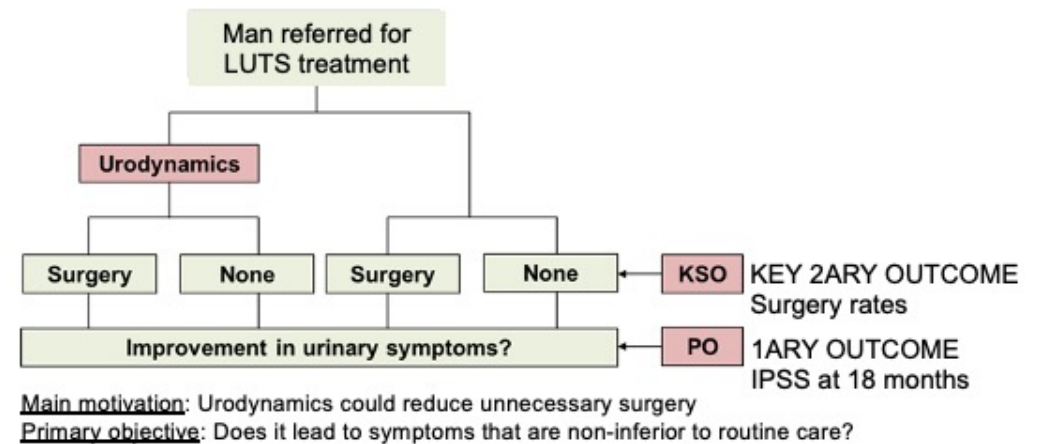 Man referred for
LUTS treatment
Urodynamics
Surgery
None
Surgery
None
KSO
KEY 2ARY OUTCOME
Surgery rates
Improvement in urinary symptoms?
PO
1ARY OUTCOME
IPSS at 18 months
Main motivation: Urodynamics could reduce unnecessary surgery
Primary objective: Does it lead to symptoms that are non-inferior to routine care?